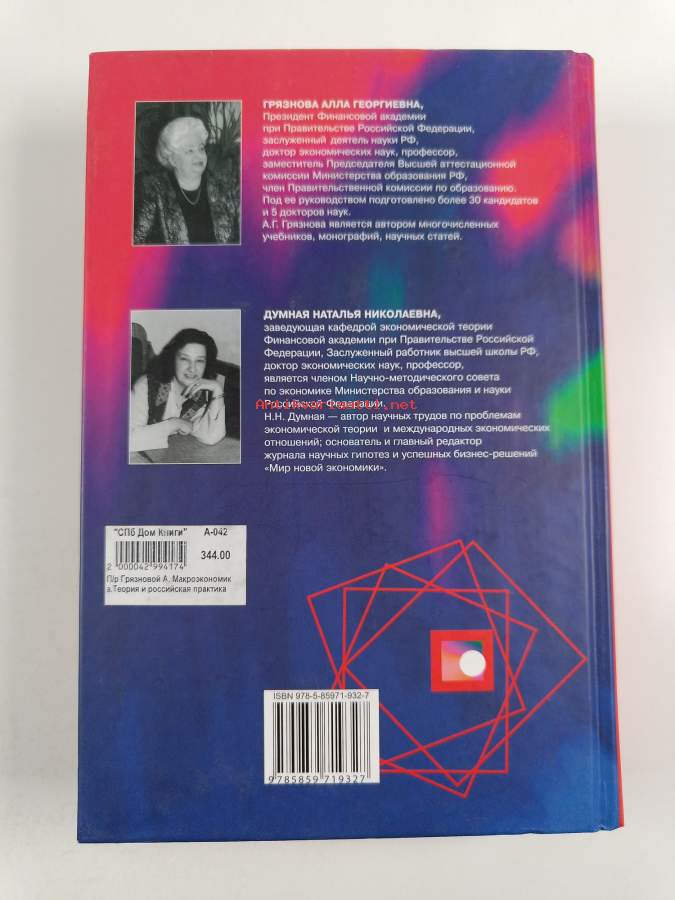 ГРЯЗНОВА АЛЛА ГЕОРГИЕВНА,
Президент Финансовой академии
при Правительстве Российской Федерации,
заслуженный деятель науки РФ,
доктор экономических наук, профессор,
заместитель Председателя Высшей аттестационной
комиссии Министерства образования РФ,
член Правительственной комиссии по образованию.
Под ее руководством подготовлено более 30 кандидатов
и 5 докторов наук.
А.Г. Грязнова является автором многочисленных
учебников, монографий, научных статей.
ДУМНАЯ НАТАЛЬЯ НИКОЛАЕВНА,
заведующая кафедрой экономической теории
Финансовой академии при Правительстве Российской
Федерации, Заслуженный работник высшей школы РФ,
доктор экономических наук, профессор,
является членом Научно-методического совета
по экономике Министерства образования и науки
Российской Федерации.
Antikvariaatti.net
Н.Н. Думная — автор научных трудов по проблемам
экономической теории и международных экономических
отношений; основатель и главный редактор
журнала научных гипотез и успешных бизнес-решений
«Мир новой экономики».
"СПб Дом Книги" А-042
344.00
2 000042 994174
П/р Грязновой А. Макроэкономик
а.Теория и российская практика
ISBN 978-5-85971-932-7
9785859 719327